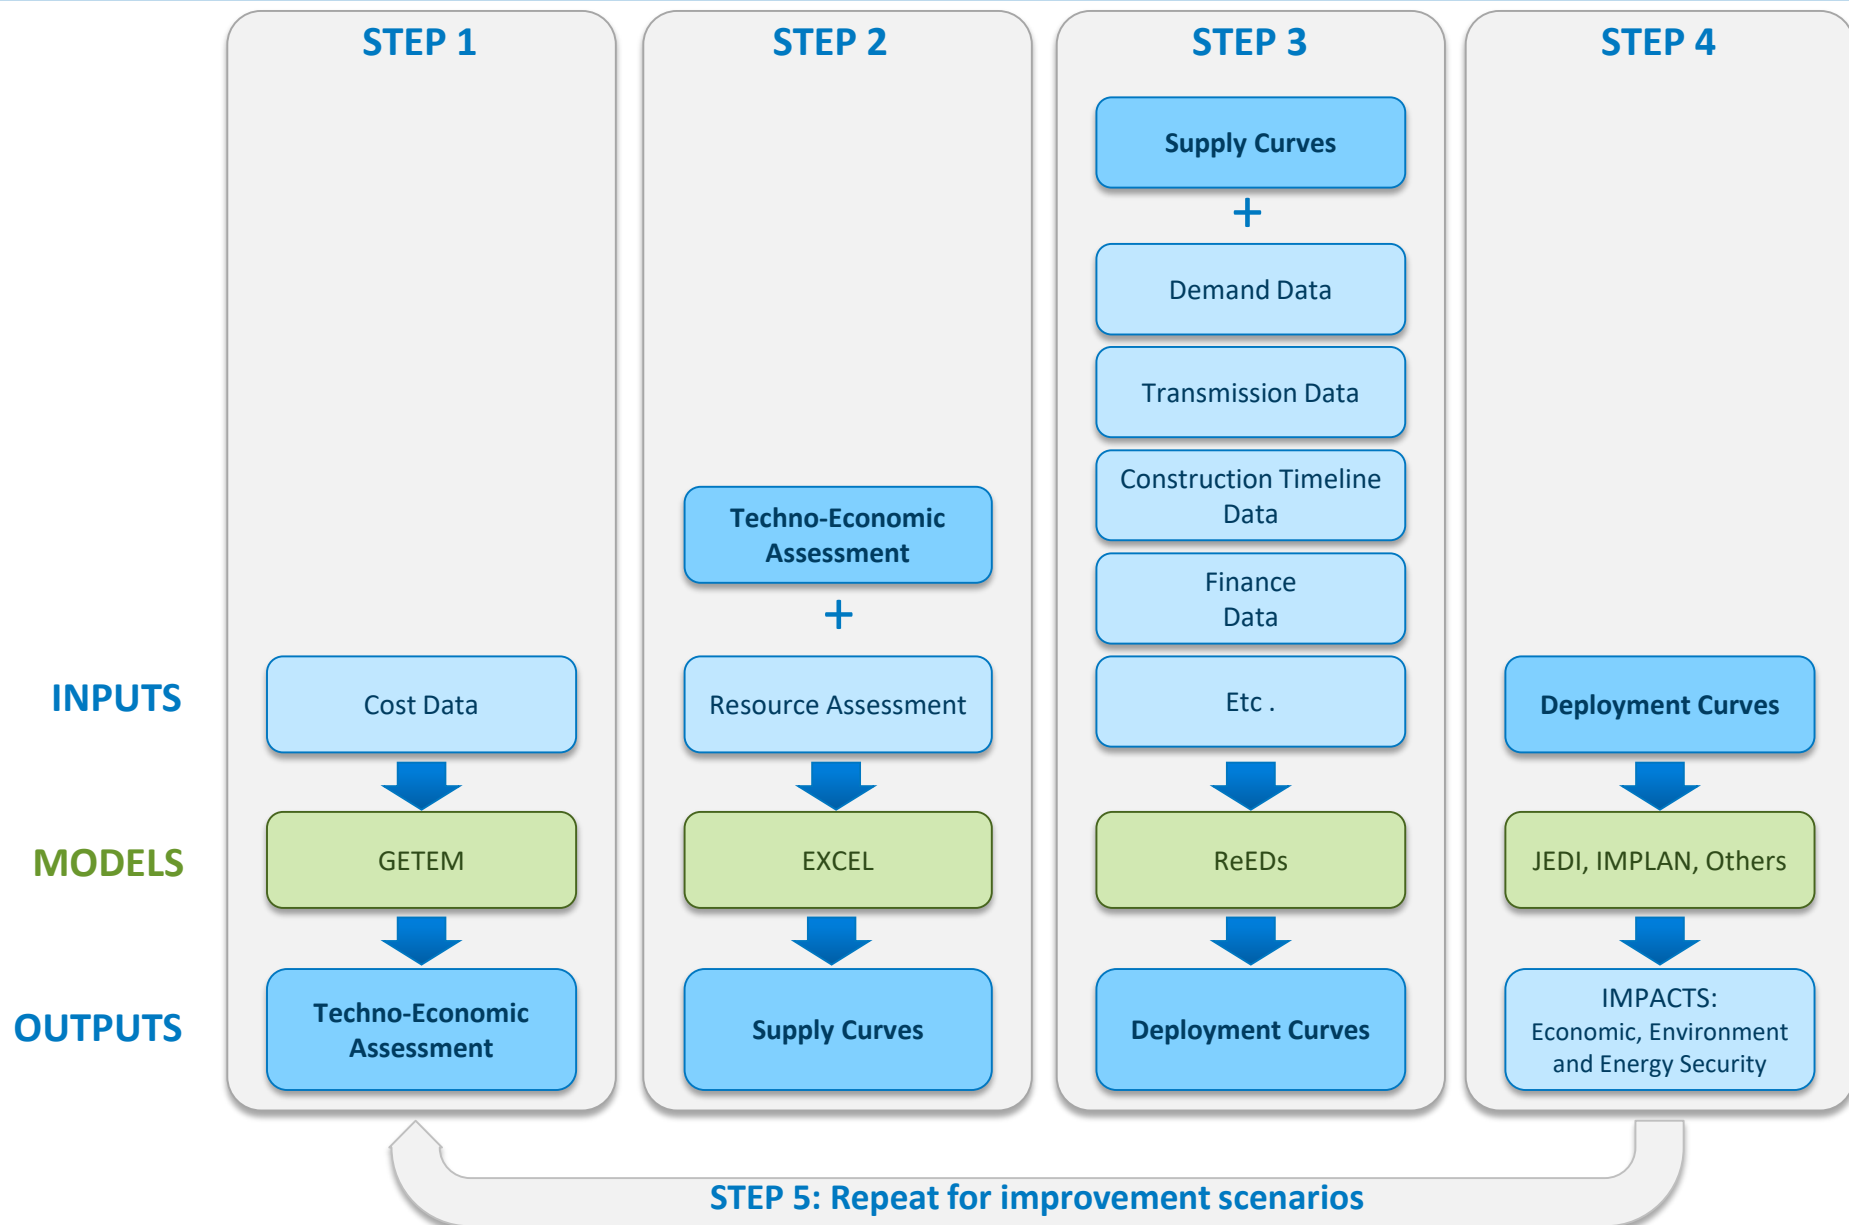 STEP 1
STEP 2
STEP 3
STEP 4
Supply Curves
+
Demand Data
Transmission Data
Construction Timeline
Data
Techno-Economic
Assessment
+
Finance
Data
INPUTS
Cost Data
Resource Assessment
Etc .
Deployment Curves
MODELS
GETEM
EXCEL
ReEDs
JEDI, IMPLAN, Others
OUTPUTS
Techno-Economic
Assessment
Supply Curves
Deployment Curves
IMPACTS:
Economic, Environment
and Energy Security
STEP 5: Repeat for improvement scenarios